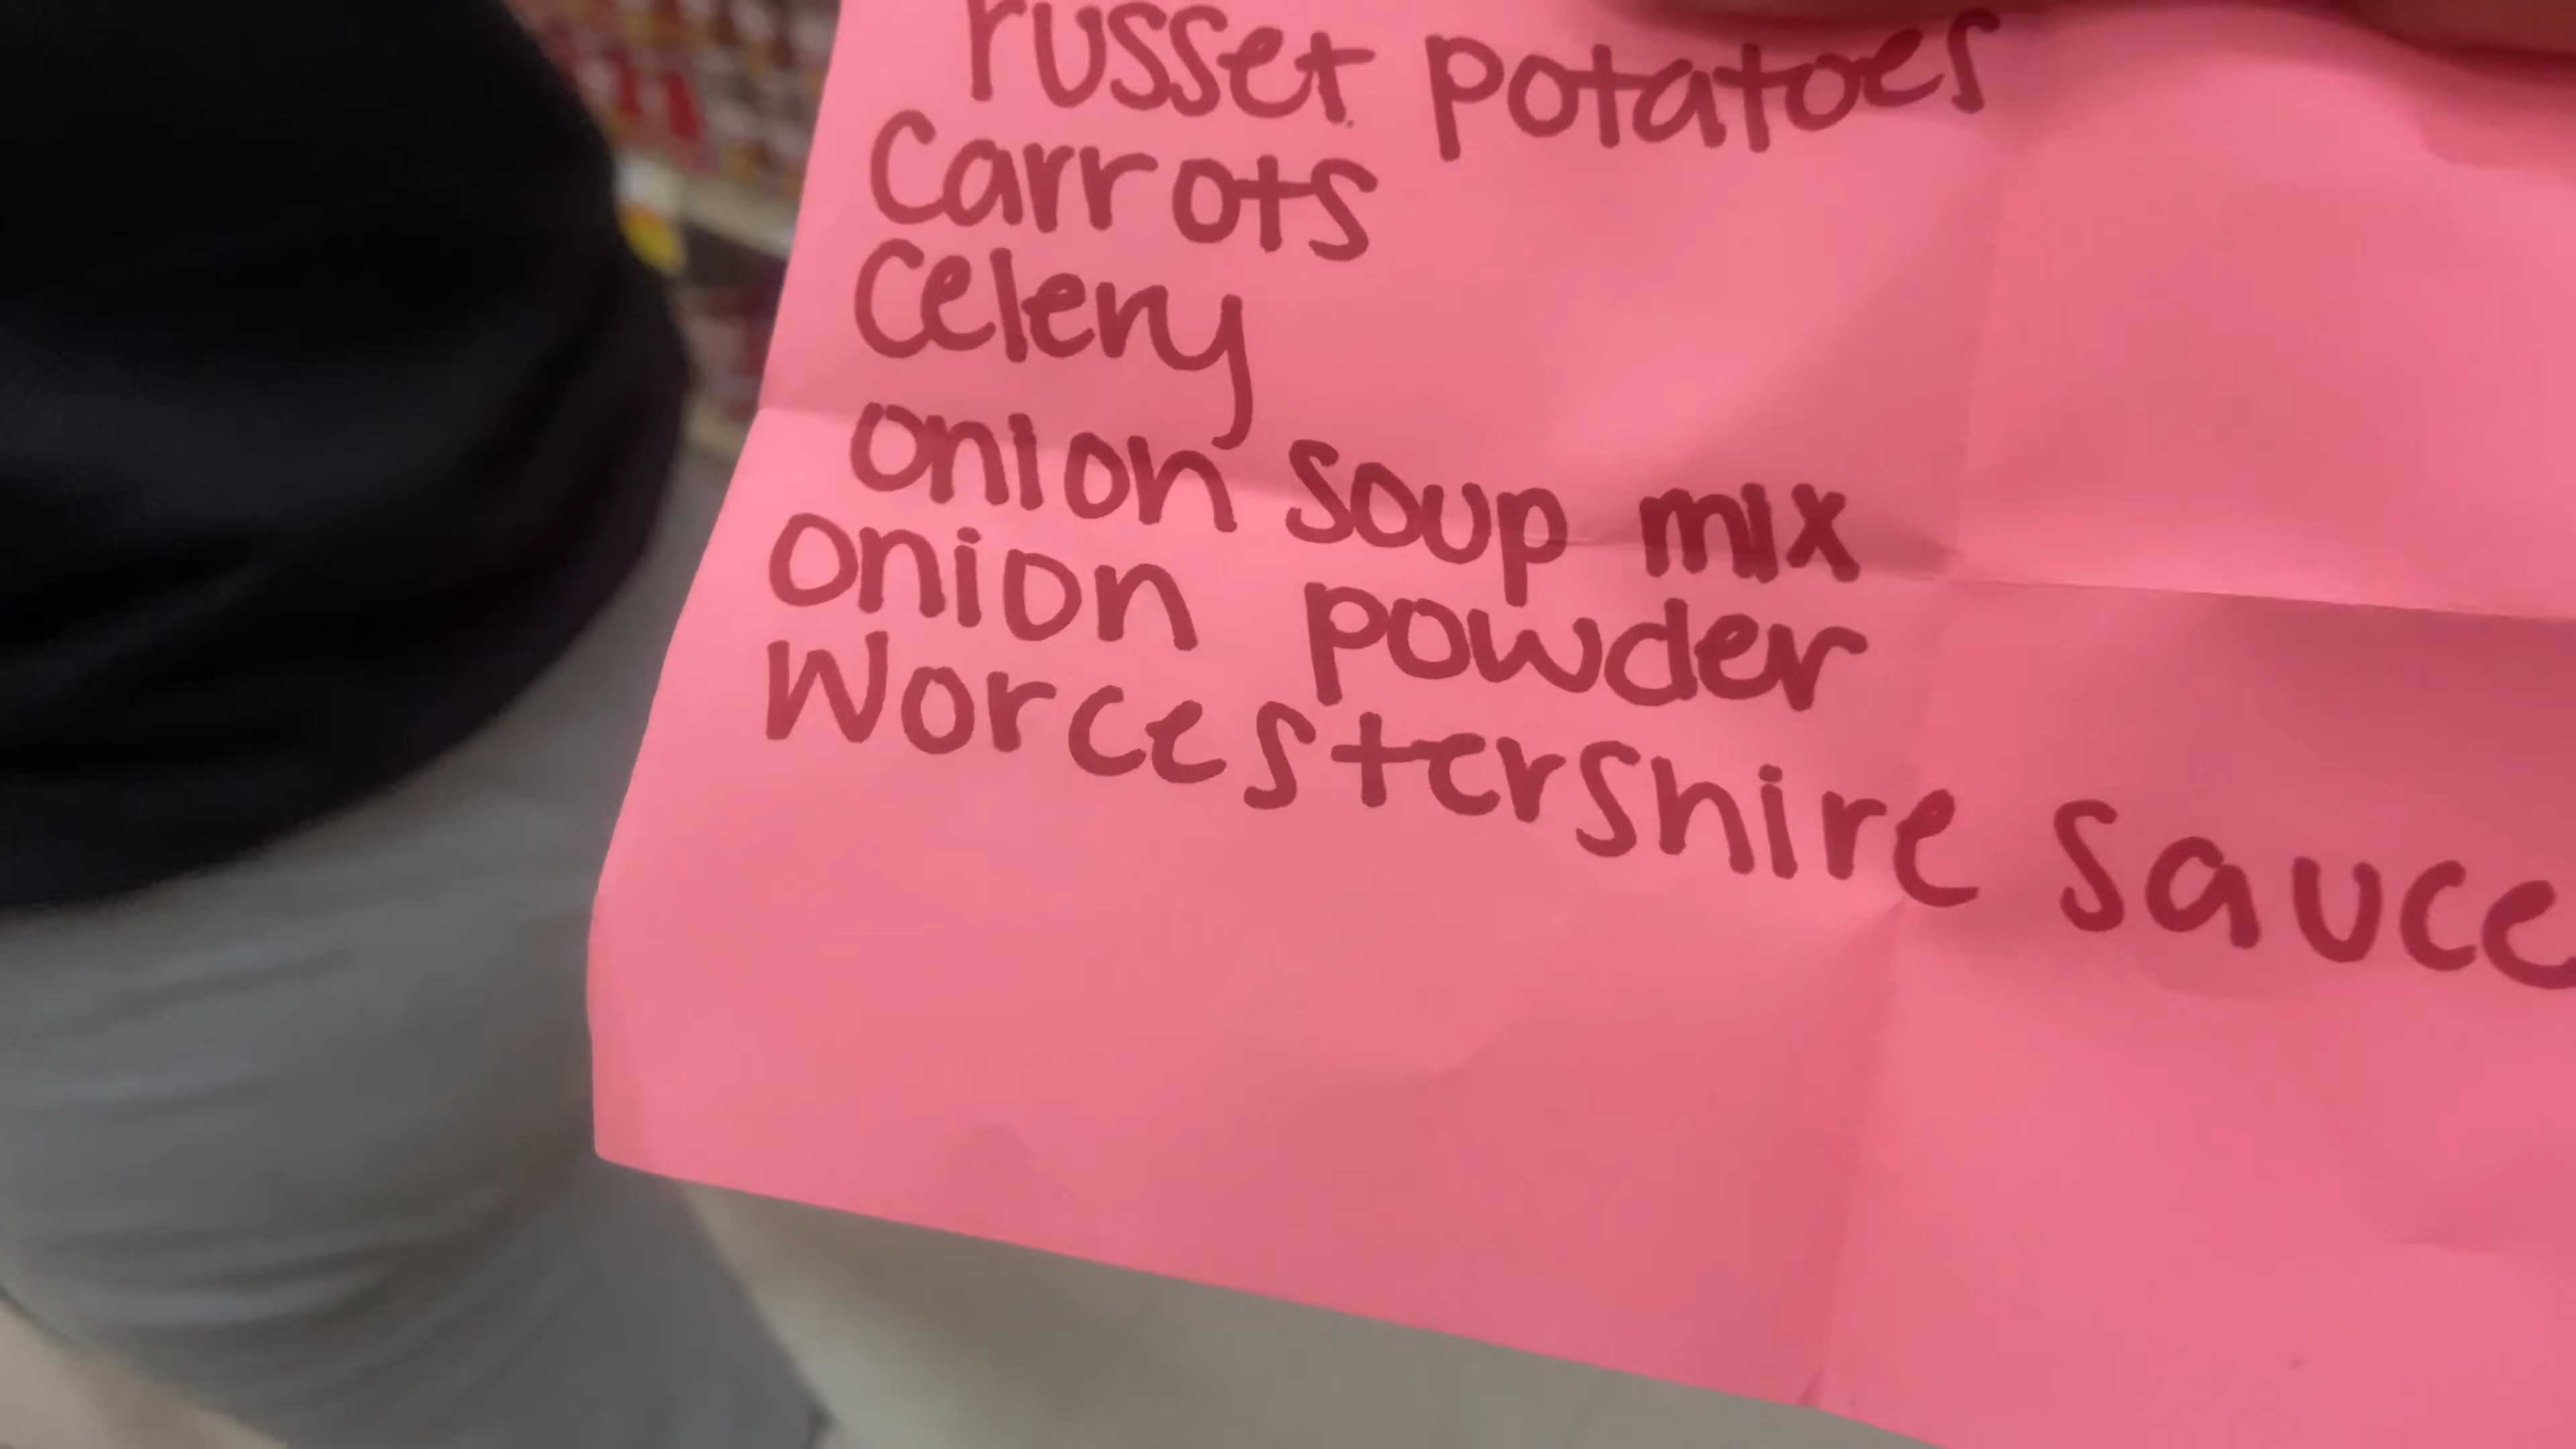 russet potatoes
Carrots
Celery
onion soup mix
onion powder
Worcestershire sauce